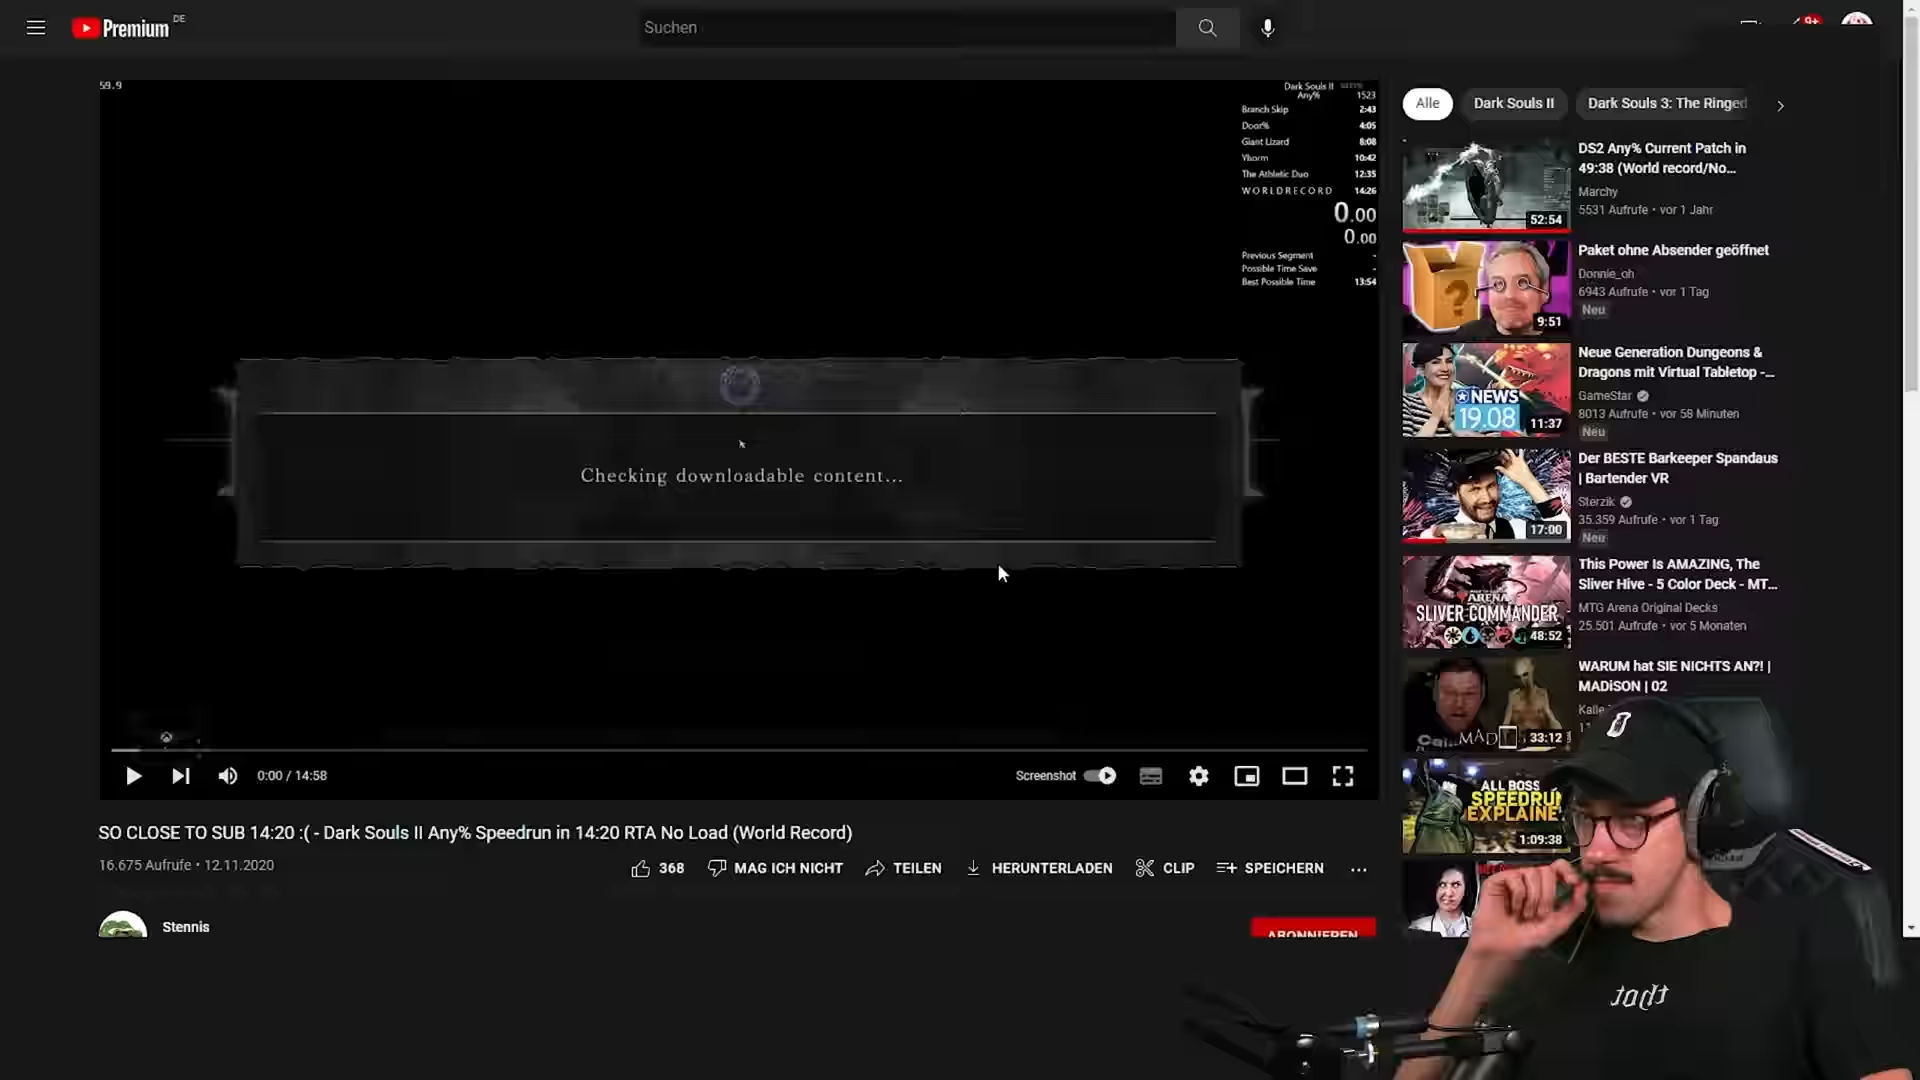 Premium DE
Suchen
9+
59.9
Dark Souls II
Any% 1523
Branch Skip 2:43
Door% 4:05
Giant Lizard 8:08
Yhorm 10:42
The Athletic Duo 12:35
WORLDRECORD 14:26
0.00
0.00
Previous Segment -
Possible Time Save -
Best Possible Time 13:54
Checking downloadable content...
0:00 / 14:58
Screenshot
SO CLOSE TO SUB 14:20 :( - Dark Souls II Any% Speedrun in 14:20 RTA No Load (World Record)
16.675 Aufrufe • 12.11.2020
368
MAG ICH NICHT
TEILEN
HERUNTERLADEN
CLIP
SPEICHERN
...
Stennis
ABONNIEREN
Alle
Dark Souls II
Dark Souls 3: The Ringed
DS2 Any% Current Patch in
49:38 (World record/No...
Marchy
5531 Aufrufe • vor 1 Jahr
52:54
Paket ohne Absender geöffnet
Donnie_oh
6943 Aufrufe • vor 1 Tag
Neu
?
9:51
Neue Generation Dungeons &
Dragons mit Virtual Tabletop -...
GameStar
8013 Aufrufe • vor 58 Minuten
Neu
NEWS
19.08
11:37
Der BESTE Barkeeper Spandaus
| Bartender VR
Sterzik
35.359 Aufrufe • vor 1 Tag
Neu
17:00
This Power Is AMAZING, The
Sliver Hive - 5 Color Deck - MT...
MTG Arena Original Decks
25.501 Aufrufe • vor 5 Monaten
ARENA
SLIVER COMMANDER
48:52
WARUM hat SIE NICHTS AN?! |
MADiSON | 02
Kalle
33:12
ALL BOSS
SPEEDRUN
EXPLAINE
1:09:38
that